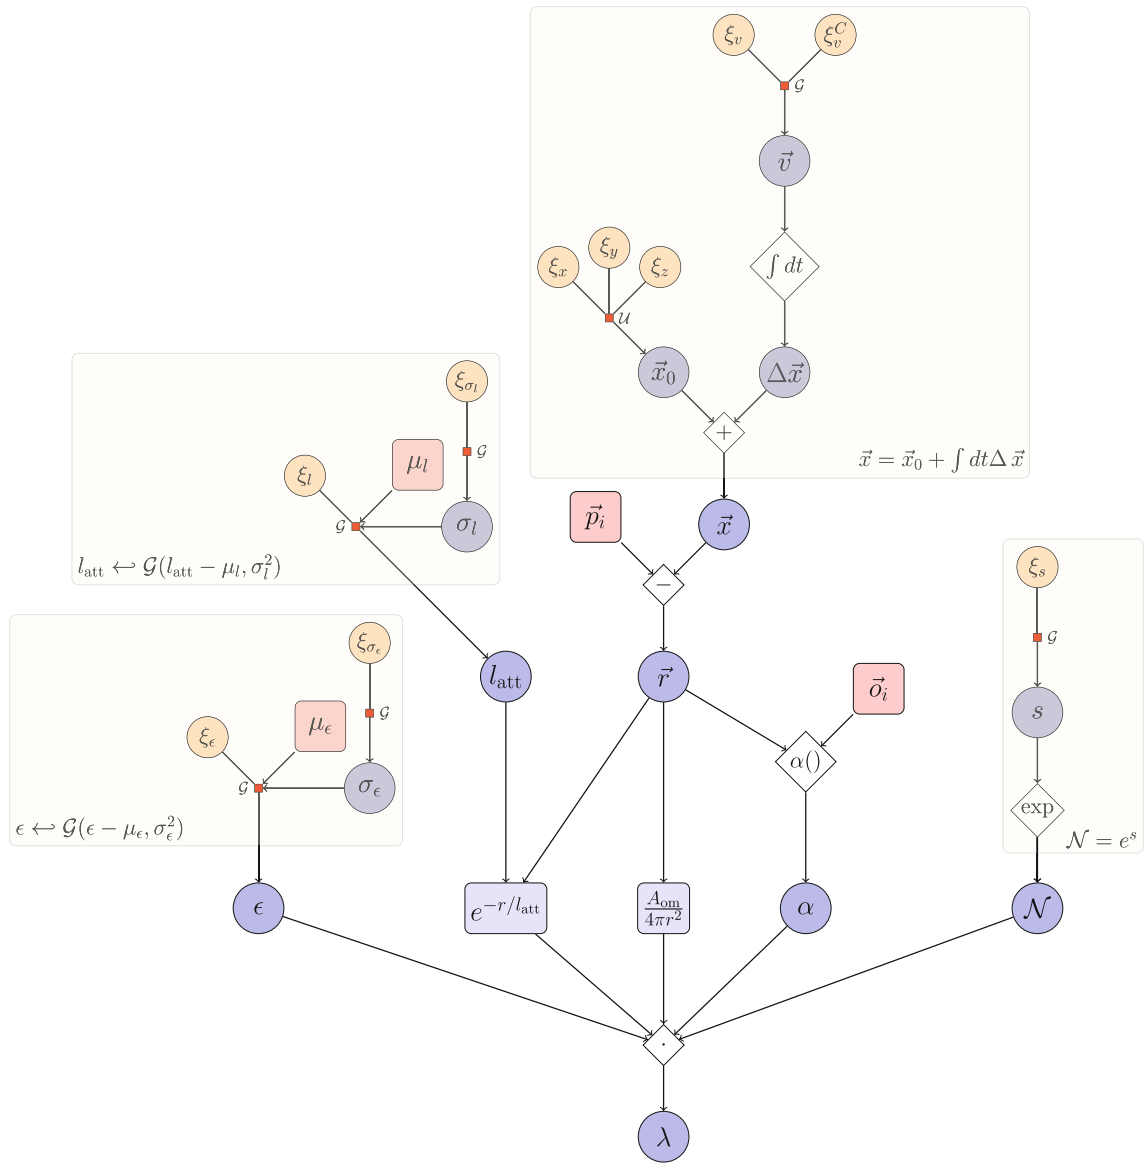 ξ_v
ξ_v^C
𝒢
v⃗
∫ dt
ξ_x
ξ_y
ξ_z
𝒰
x⃗_0
Δx⃗
+
x⃗ = x⃗_0 + ∫ dtΔ x⃗
ξ_{σ_l}
𝒢
μ_l
ξ_l
𝒢
σ_l
l_att ↩ 𝒢(l_att − μ_l, σ_l^2)
p⃗_i
x⃗
−
ξ_s
𝒢
s
exp
𝒩 = e^s
ξ_{σ_ϵ}
𝒢
μ_ϵ
ξ_ϵ
𝒢
σ_ϵ
ϵ ↩ 𝒢(ϵ − μ_ϵ, σ_ϵ^2)
l_att
r⃗
o⃗_i
α()
ϵ
e^{−r/l_att}
A_om
4πr^2
α
𝒩
·
λ